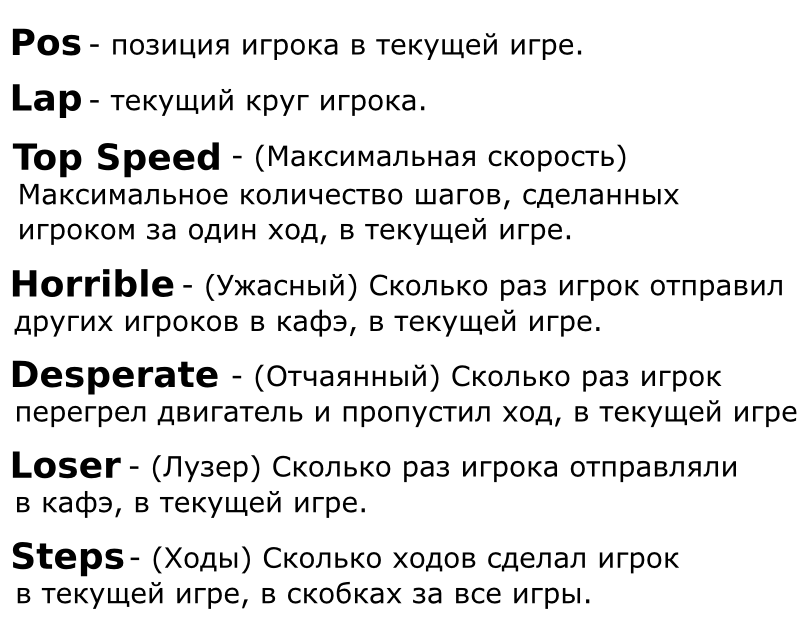 Pos - позиция игрока в текущей игре.
Lap - текущий круг игрока.
Top Speed - (Максимальная скорость)
Максимальное количество шагов, сделанных
игроком за один ход, в текущей игре.
Horrible - (Ужасный) Сколько раз игрок отправил
других игроков в кафэ, в текущей игре.
Desperate - (Отчаянный) Сколько раз игрок
перегрел двигатель и пропустил ход, в текущей игре
Loser - (Лузер) Сколько раз игрока отправляли
в кафэ, в текущей игре.
Steps - (Ходы) Сколько ходов сделал игрок
в текущей игре, в скобках за все игры.